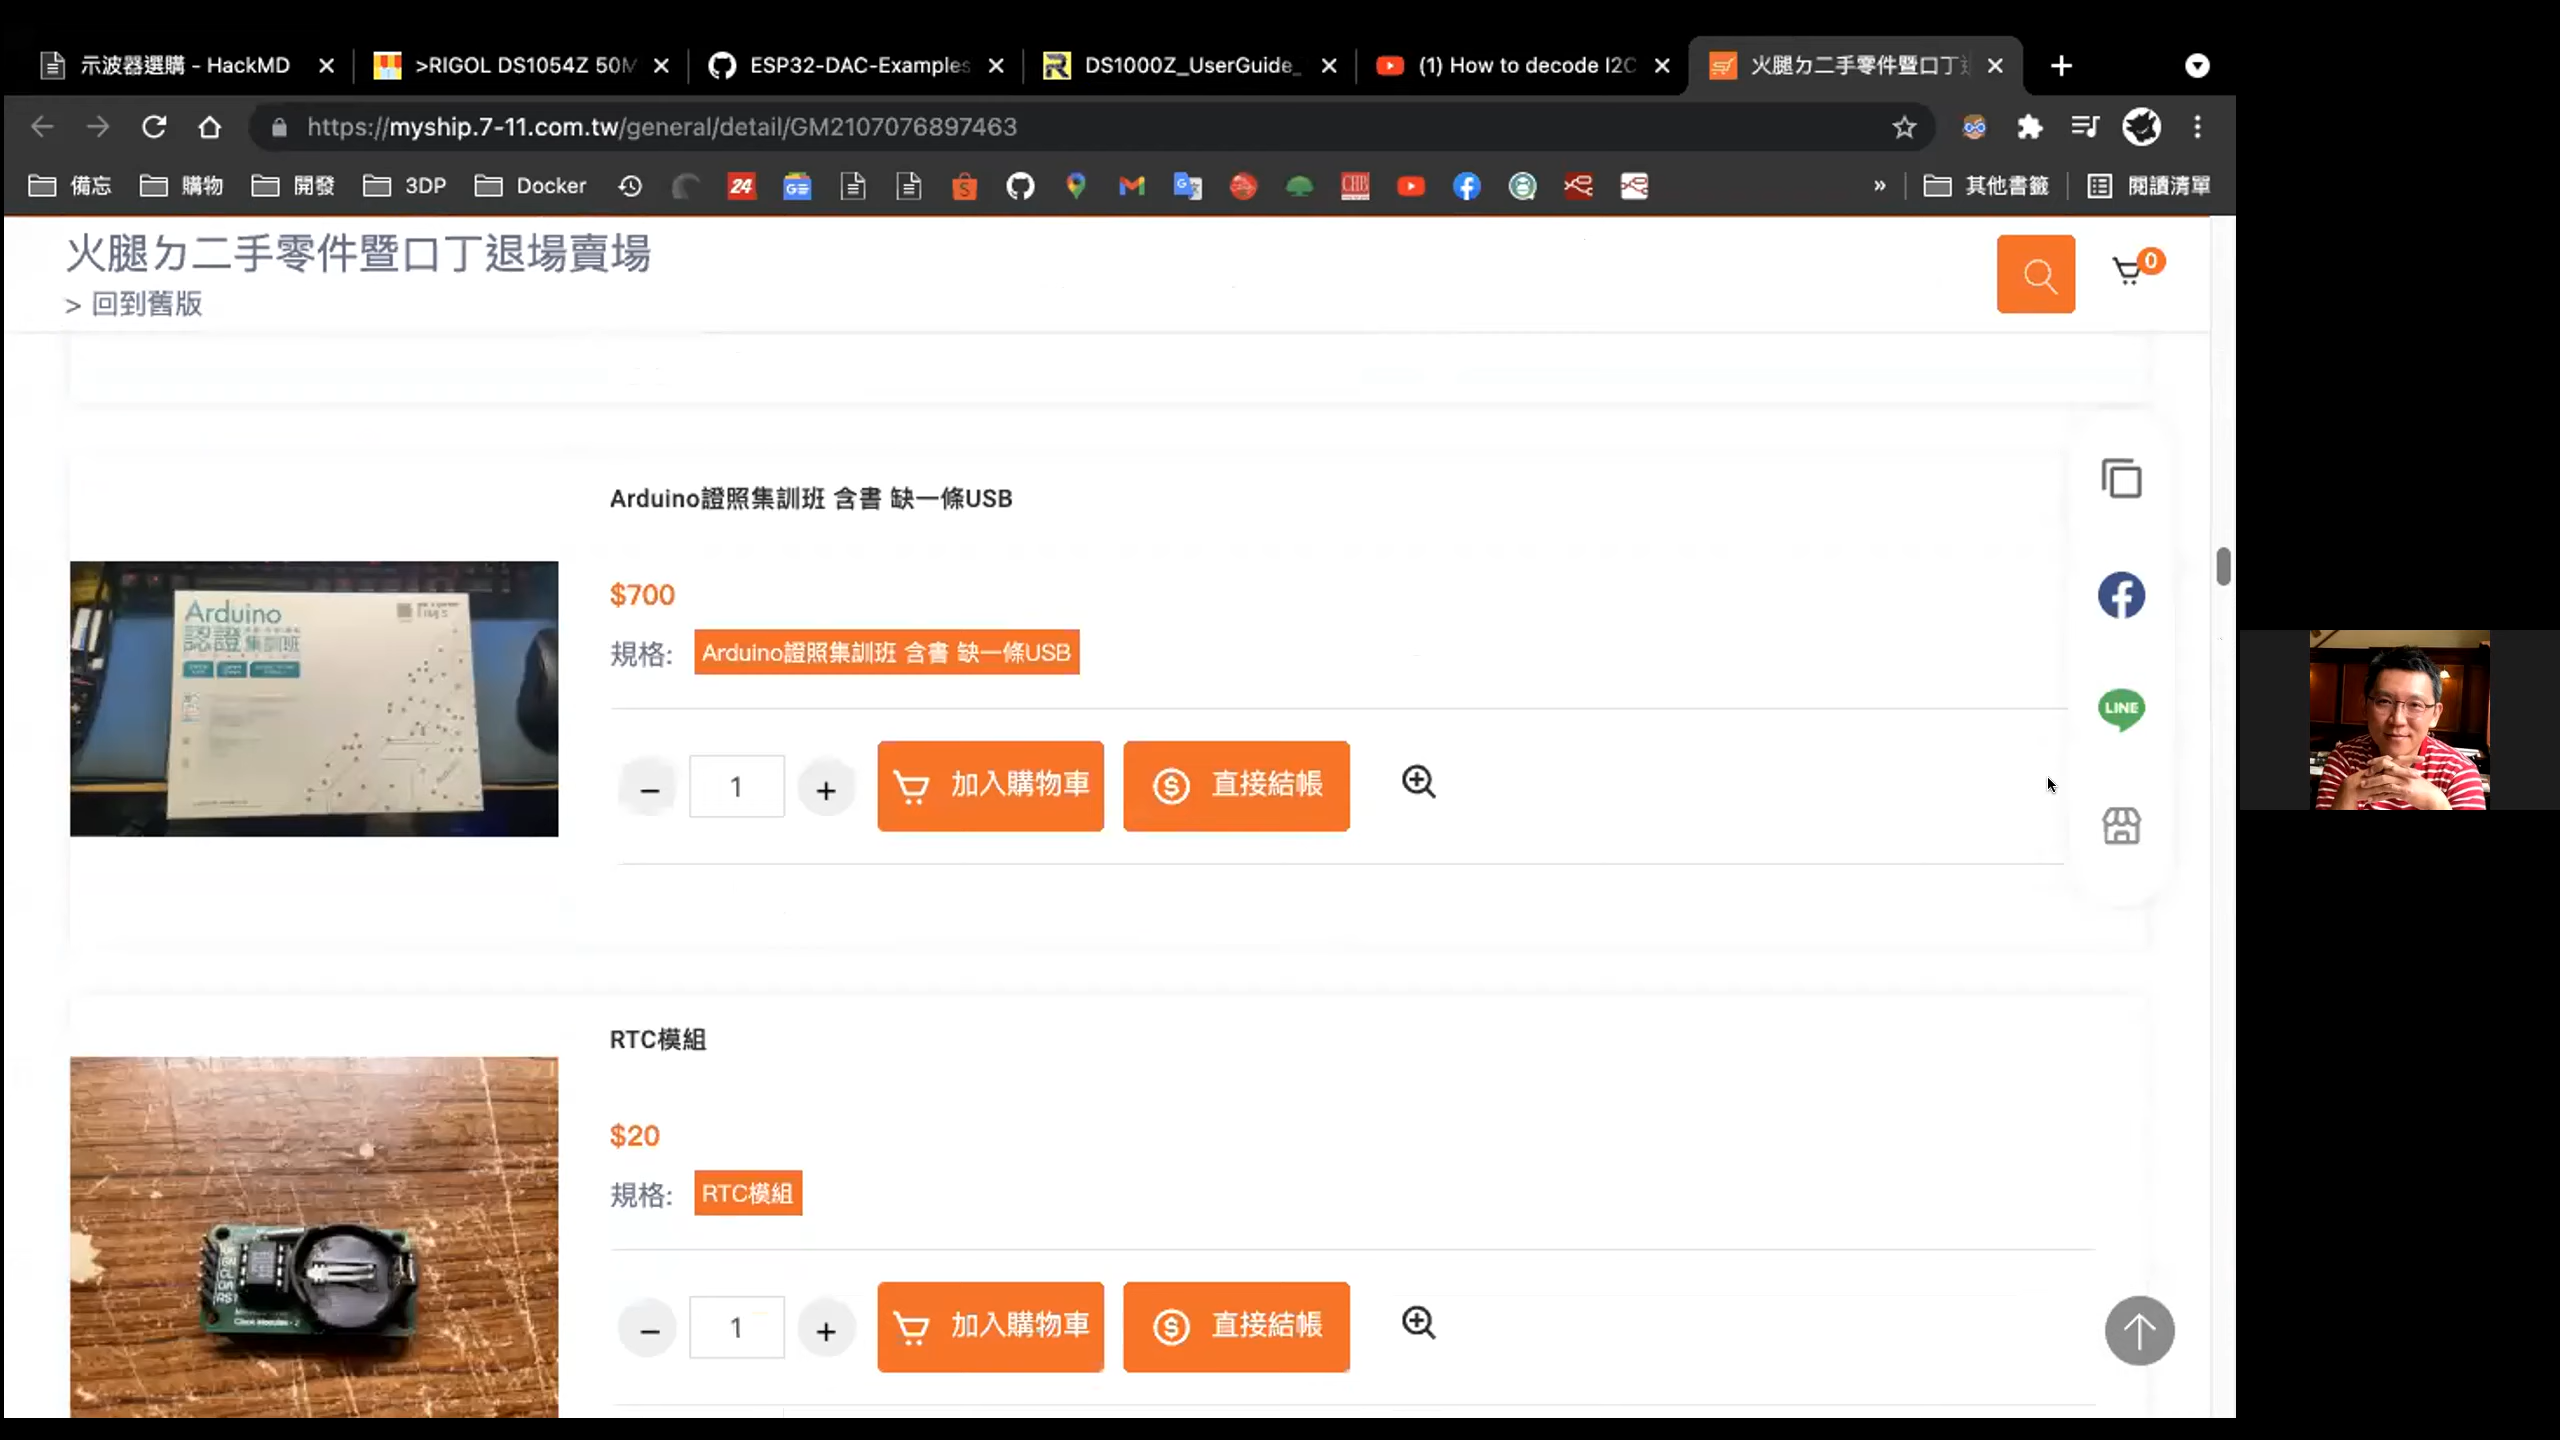 示波器選購 - HackMD
>RIGOL DS1054Z 50M
ESP32-DAC-Examples
DS1000Z_UserGuide_
(1) How to decode I2C
火腿ㄉ二手零件暨口丁
https://myship.7-11.com.tw/general/detail/GM2107076897463
備忘
購物
開發
3DP
Docker
24
»
其他書籤
閱讀清單
火腿ㄉ二手零件暨口丁退場賣場
0
> 回到舊版
Arduino證照集訓班 含書 缺一條USB
$700
規格:
Arduino證照集訓班 含書 缺一條USB
1
加入購物車
直接結帳
LINE
Arduino
認證集訓班
RTC模組
$20
規格:
RTC模組
1
加入購物車
直接結帳